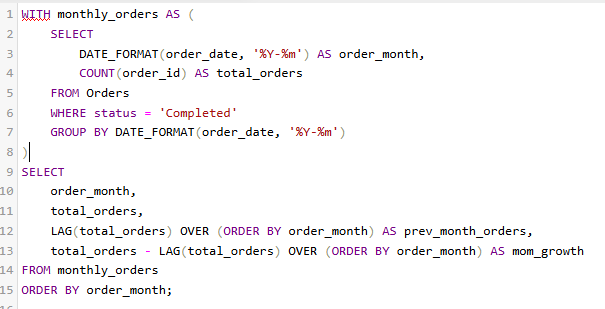 1 WITH monthly_orders AS (
2     SELECT
3         DATE_FORMAT(order_date, '%Y-%m') AS order_month,
4         COUNT(order_id) AS total_orders
5     FROM Orders
6     WHERE status = 'Completed'
7     GROUP BY DATE_FORMAT(order_date, '%Y-%m')
8 )
9 SELECT
10     order_month,
11     total_orders,
12     LAG(total_orders) OVER (ORDER BY order_month) AS prev_month_orders,
13     total_orders - LAG(total_orders) OVER (ORDER BY order_month) AS mom_growth
14 FROM monthly_orders
15 ORDER BY order_month;